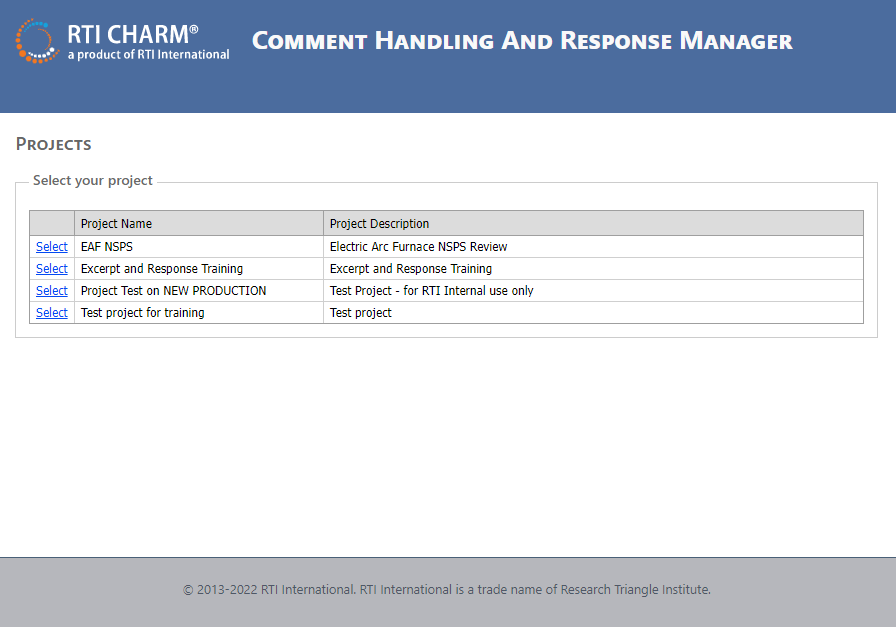 RTI CHARM®
a product of RTI International
Comment Handling And Response Manager
Projects
Select your project
Project Name Project Description
Select EAF NSPS Electric Arc Furnace NSPS Review
Select Excerpt and Response Training Excerpt and Response Training
Select Project Test on NEW PRODUCTION Test Project - for RTI Internal use only
Select Test project for training Test project
© 2013-2022 RTI International. RTI International is a trade name of Research Triangle Institute.